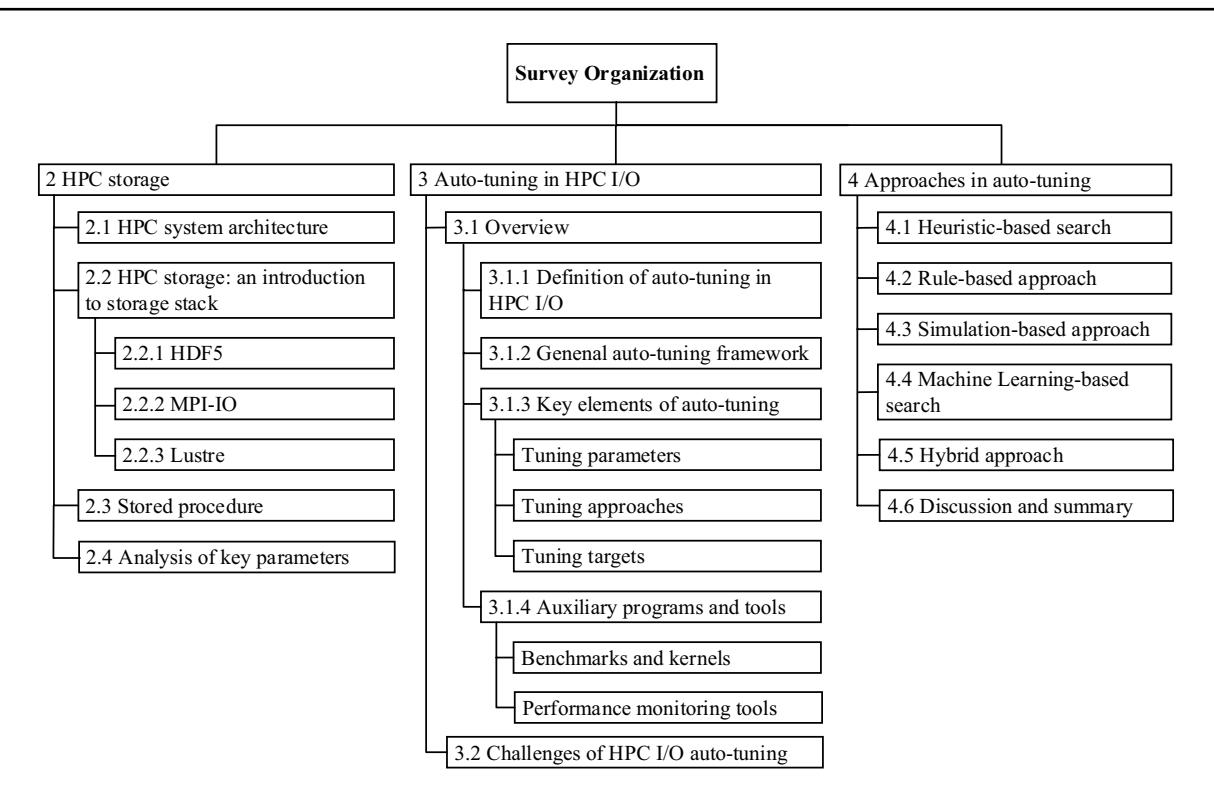 Survey Organization
2 HPC storage
2.1 HPC system architecture
2.2 HPC storage: an introduction
to storage stack
2.2.1 HDF5
2.2.2 MPI-IO
2.2.3 Lustre
2.3 Stored procedure
2.4 Analysis of key parameters
3 Auto-tuning in HPC I/O
3.1 Overview
3.1.1 Definition of auto-tuning in
HPC I/O
3.1.2 Genenal auto-tuning framework
3.1.3 Key elements of auto-tuning
Tuning parameters
Tuning approaches
Tuning targets
3.1.4 Auxiliary programs and tools
Benchmarks and kernels
Performance monitoring tools
3.2 Challenges of HPC I/O auto-tuning
4 Approaches in auto-tuning
4.1 Heuristic-based search
4.2 Rule-based approach
4.3 Simulation-based approach
4.4 Machine Learning-based
search
4.5 Hybrid approach
4.6 Discussion and summary